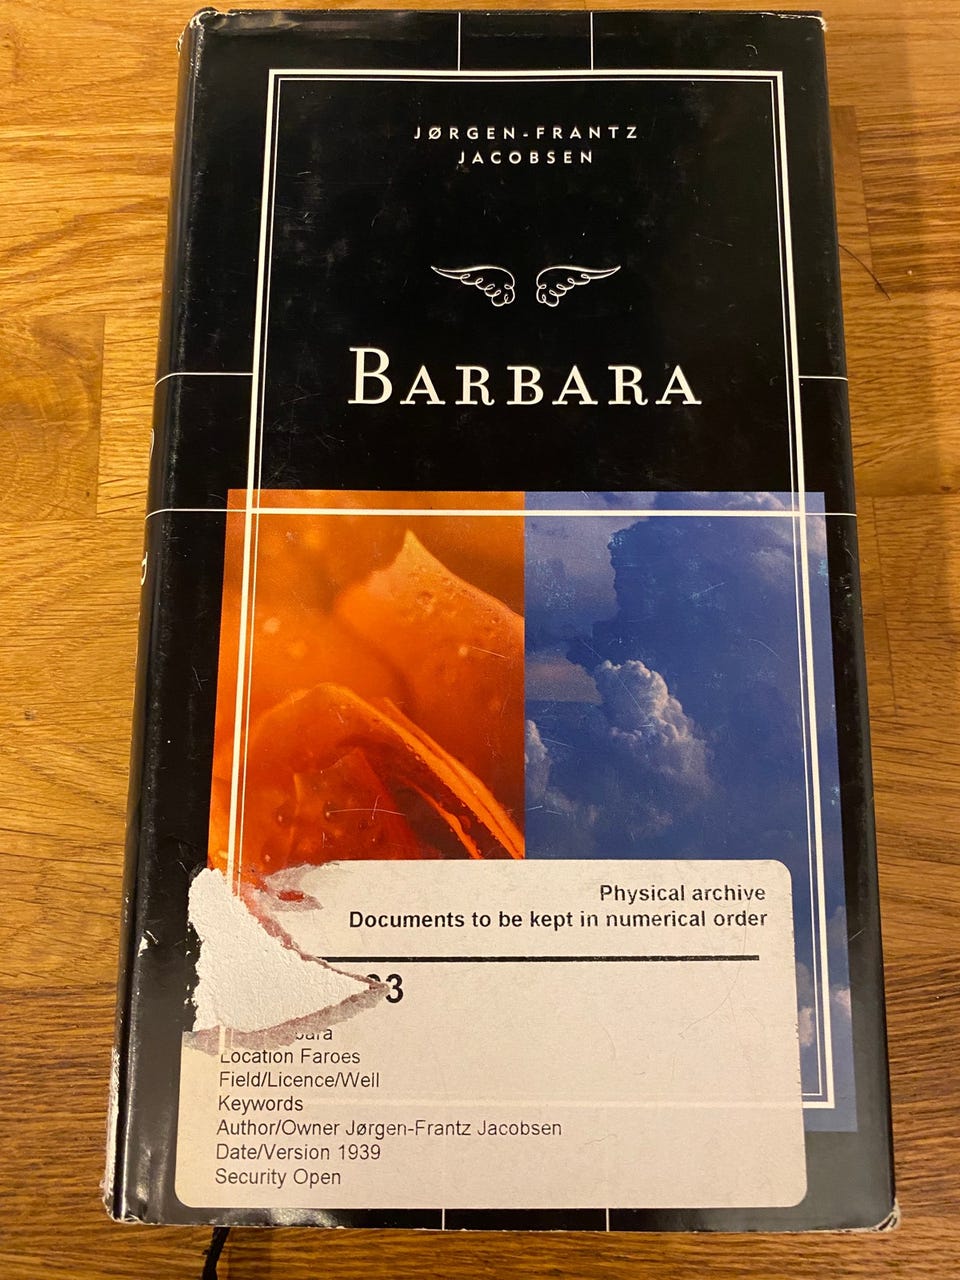 JØRGEN-FRANTZ
JACOBSEN
BARBARA
Physical archive
Documents to be kept in numerical order
Location Faroes
Field/Licence/Well
Keywords
Author/Owner Jørgen-Frantz Jacobsen
Date/Version 1939
Security Open